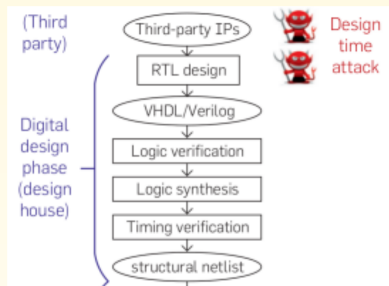 (Third
party)
Third-party IPs
Design
time
attack
RTL design
VHDL/Verilog
Digital
design
phase
(design
house)
Logic verification
Logic synthesis
Timing verification
structural netlist